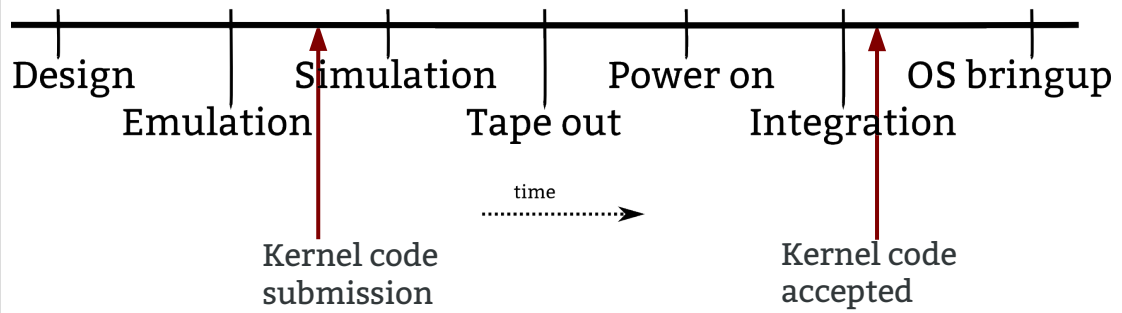 Design
Simulation
Power on
OS bringup
Emulation
Tape out
Integration
time
Kernel code
submission
Kernel code
accepted